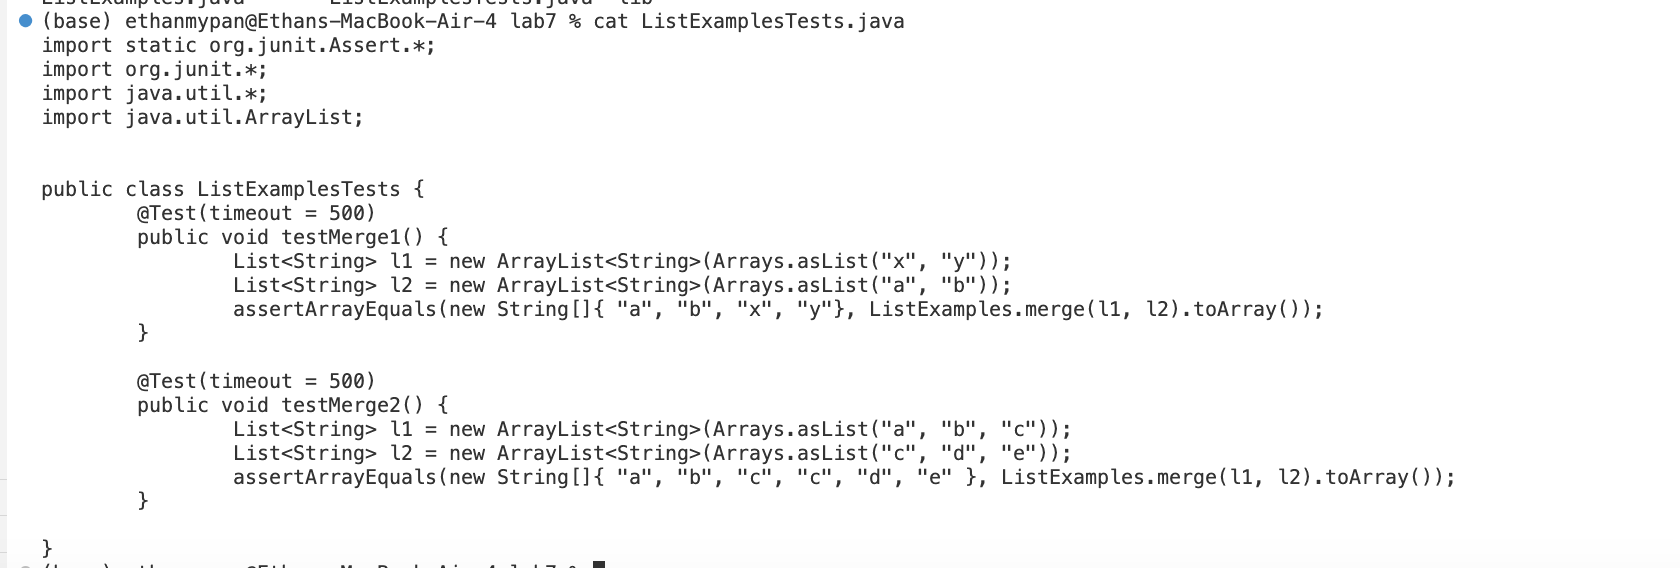 (base) ethanmypan@Ethans-MacBook-Air-4 lab7 % cat ListExamplesTests.java
import static org.junit.Assert.*;
import org.junit.*;
import java.util.*;
import java.util.ArrayList;
public class ListExamplesTests {
@Test(timeout = 500)
public void testMerge1() {
List<String> l1 = new ArrayList<String>(Arrays.asList("x", "y"));
List<String> l2 = new ArrayList<String>(Arrays.asList("a", "b"));
assertArrayEquals(new String[]{ "a", "b", "x", "y"}, ListExamples.merge(l1, l2).toArray());
}
@Test(timeout = 500)
public void testMerge2() {
List<String> l1 = new ArrayList<String>(Arrays.asList("a", "b", "c"));
List<String> l2 = new ArrayList<String>(Arrays.asList("c", "d", "e"));
assertArrayEquals(new String[]{ "a", "b", "c", "c", "d", "e" }, ListExamples.merge(l1, l2).toArray());
}
}